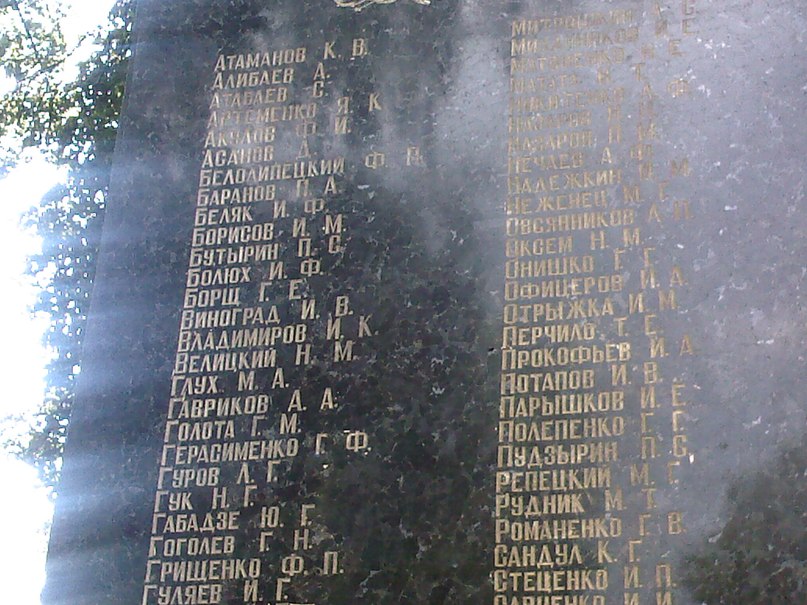 АТАМАНОВ К. В.
АЛИБАЕВ А.
АТАБАЕВ С.
АРТЕМЕНКО Я. К.
АКУЛОВ Ф. И.
АСАНОВ Д.
БЕЛОЛИПЕЦКИЙ Ф. П.
БАРАНОВ П. А.
БЕЛЯК И. Ф.
БОРИСОВ И. М.
БУТЫРИН П. С.
БОЛЮХ И. Ф.
БОРЩ Г. Е.
ВИНОГРАД И. В.
ВЛАДИМИРОВ И. К.
ВЕЛИЦКИЙ Н. М.
ГЛУХ. М. А.
ГАВРИКОВ А. А.
ГОЛОТА Г. М.
ГЕРАСИМЕНКО Г. Ф.
ГУРОВ Л. Г.
ГУК Н. Г.
ГАБАДЗЕ Ю. Г.
ГОГОЛЕВ Г. Н.
ГРИЩЕНКО Ф. П.
ГУЛЯЕВ И. Г.
НАЗАРОВ
НЕЧАЕВ А.
НАДЕЖКИН
НЕЖЕНЕЦ
ОВСЯННИКОВ
ОКСЕМ Н. М.
ОНИШКО Г. Г.
ОФИЦЕРОВ И. А.
ОТРЫЖКА И. М.
ПЕРЧИЛО Т. Е.
ПРОКОФЬЕВ И. А.
ПОТАПОВ И. В.
ПАРЫШКОВ И. Е.
ПОЛЕПЕНКО Г. Г.
ПУДЗЫРИН П. С.
РЕПЕЦКИЙ М. Г.
РУДНИК М. Т.
РОМАНЕНКО Г. В.
САНДУЛ К. Г.
СТЕЦЕНКО И. П.